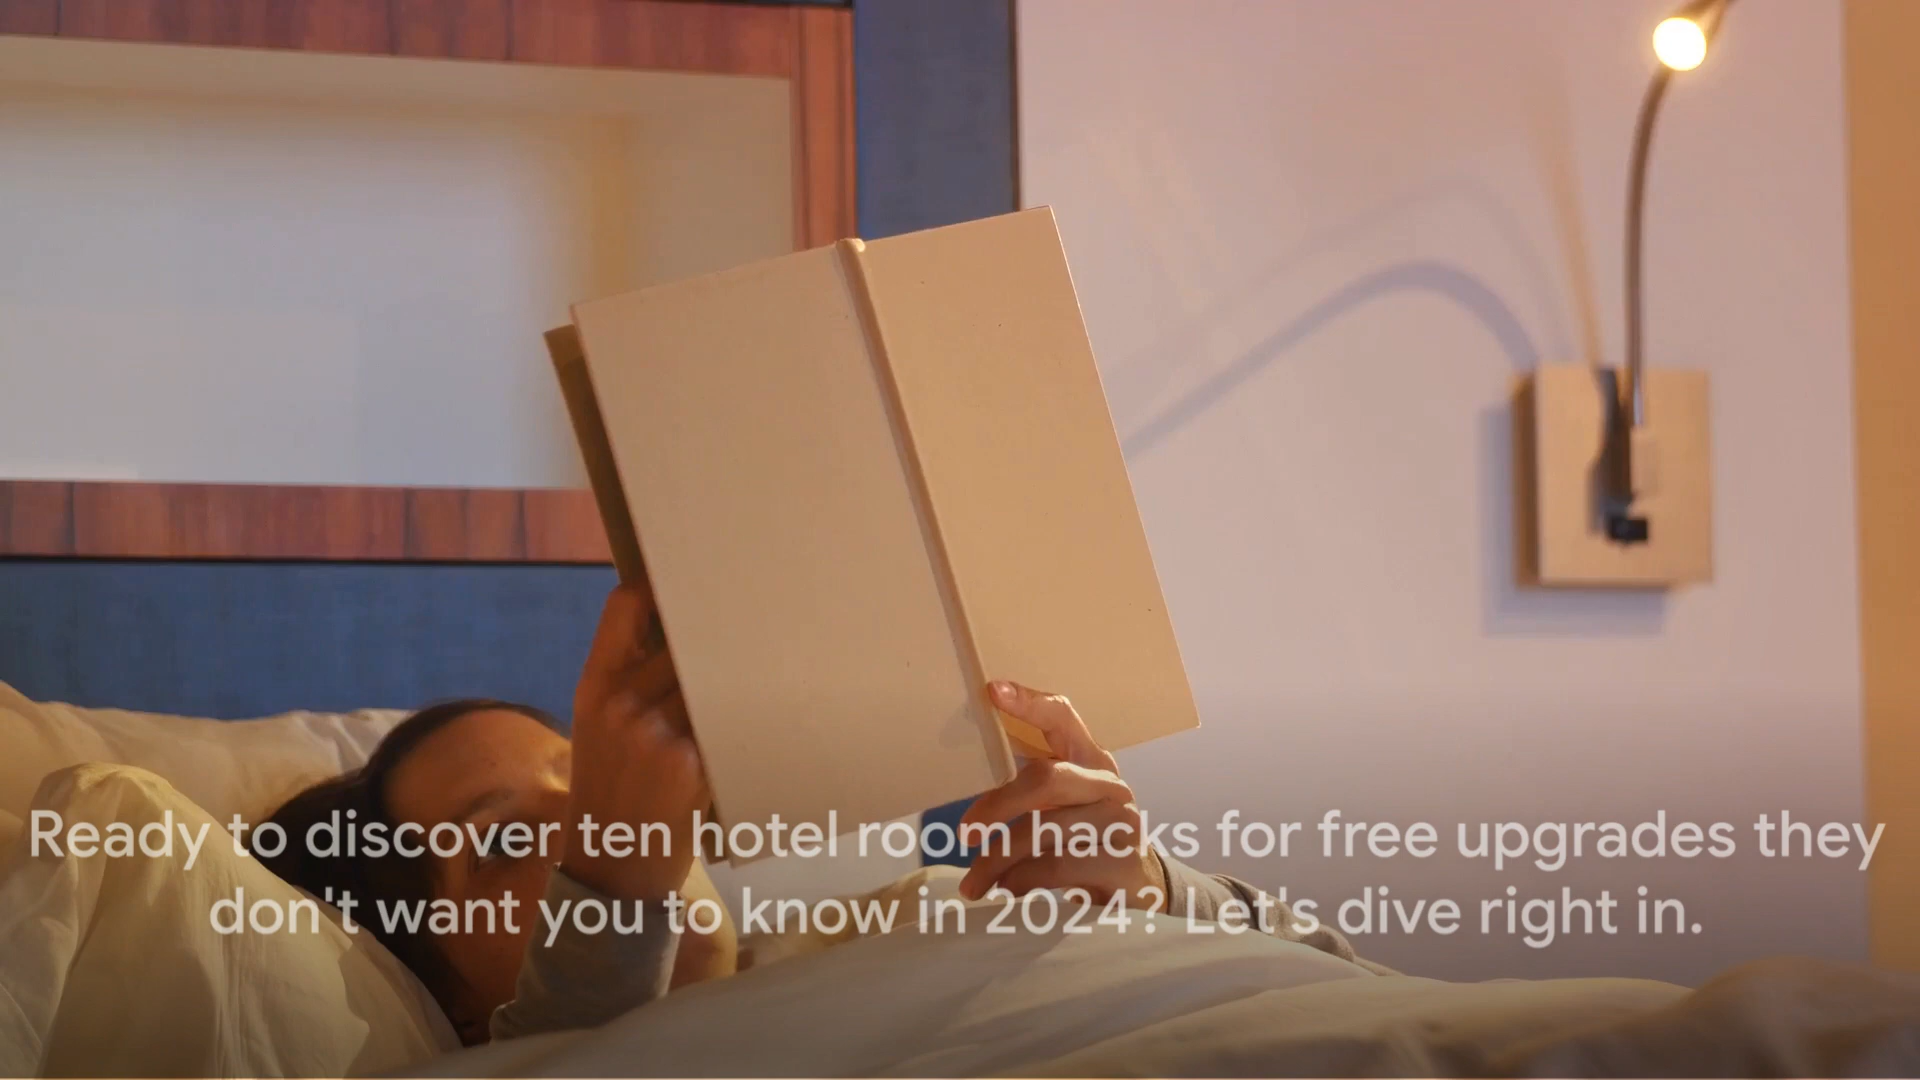 Ready to discover ten hotel room hacks for free upgrades they
don't want you to know in 2024? Let's dive right in.